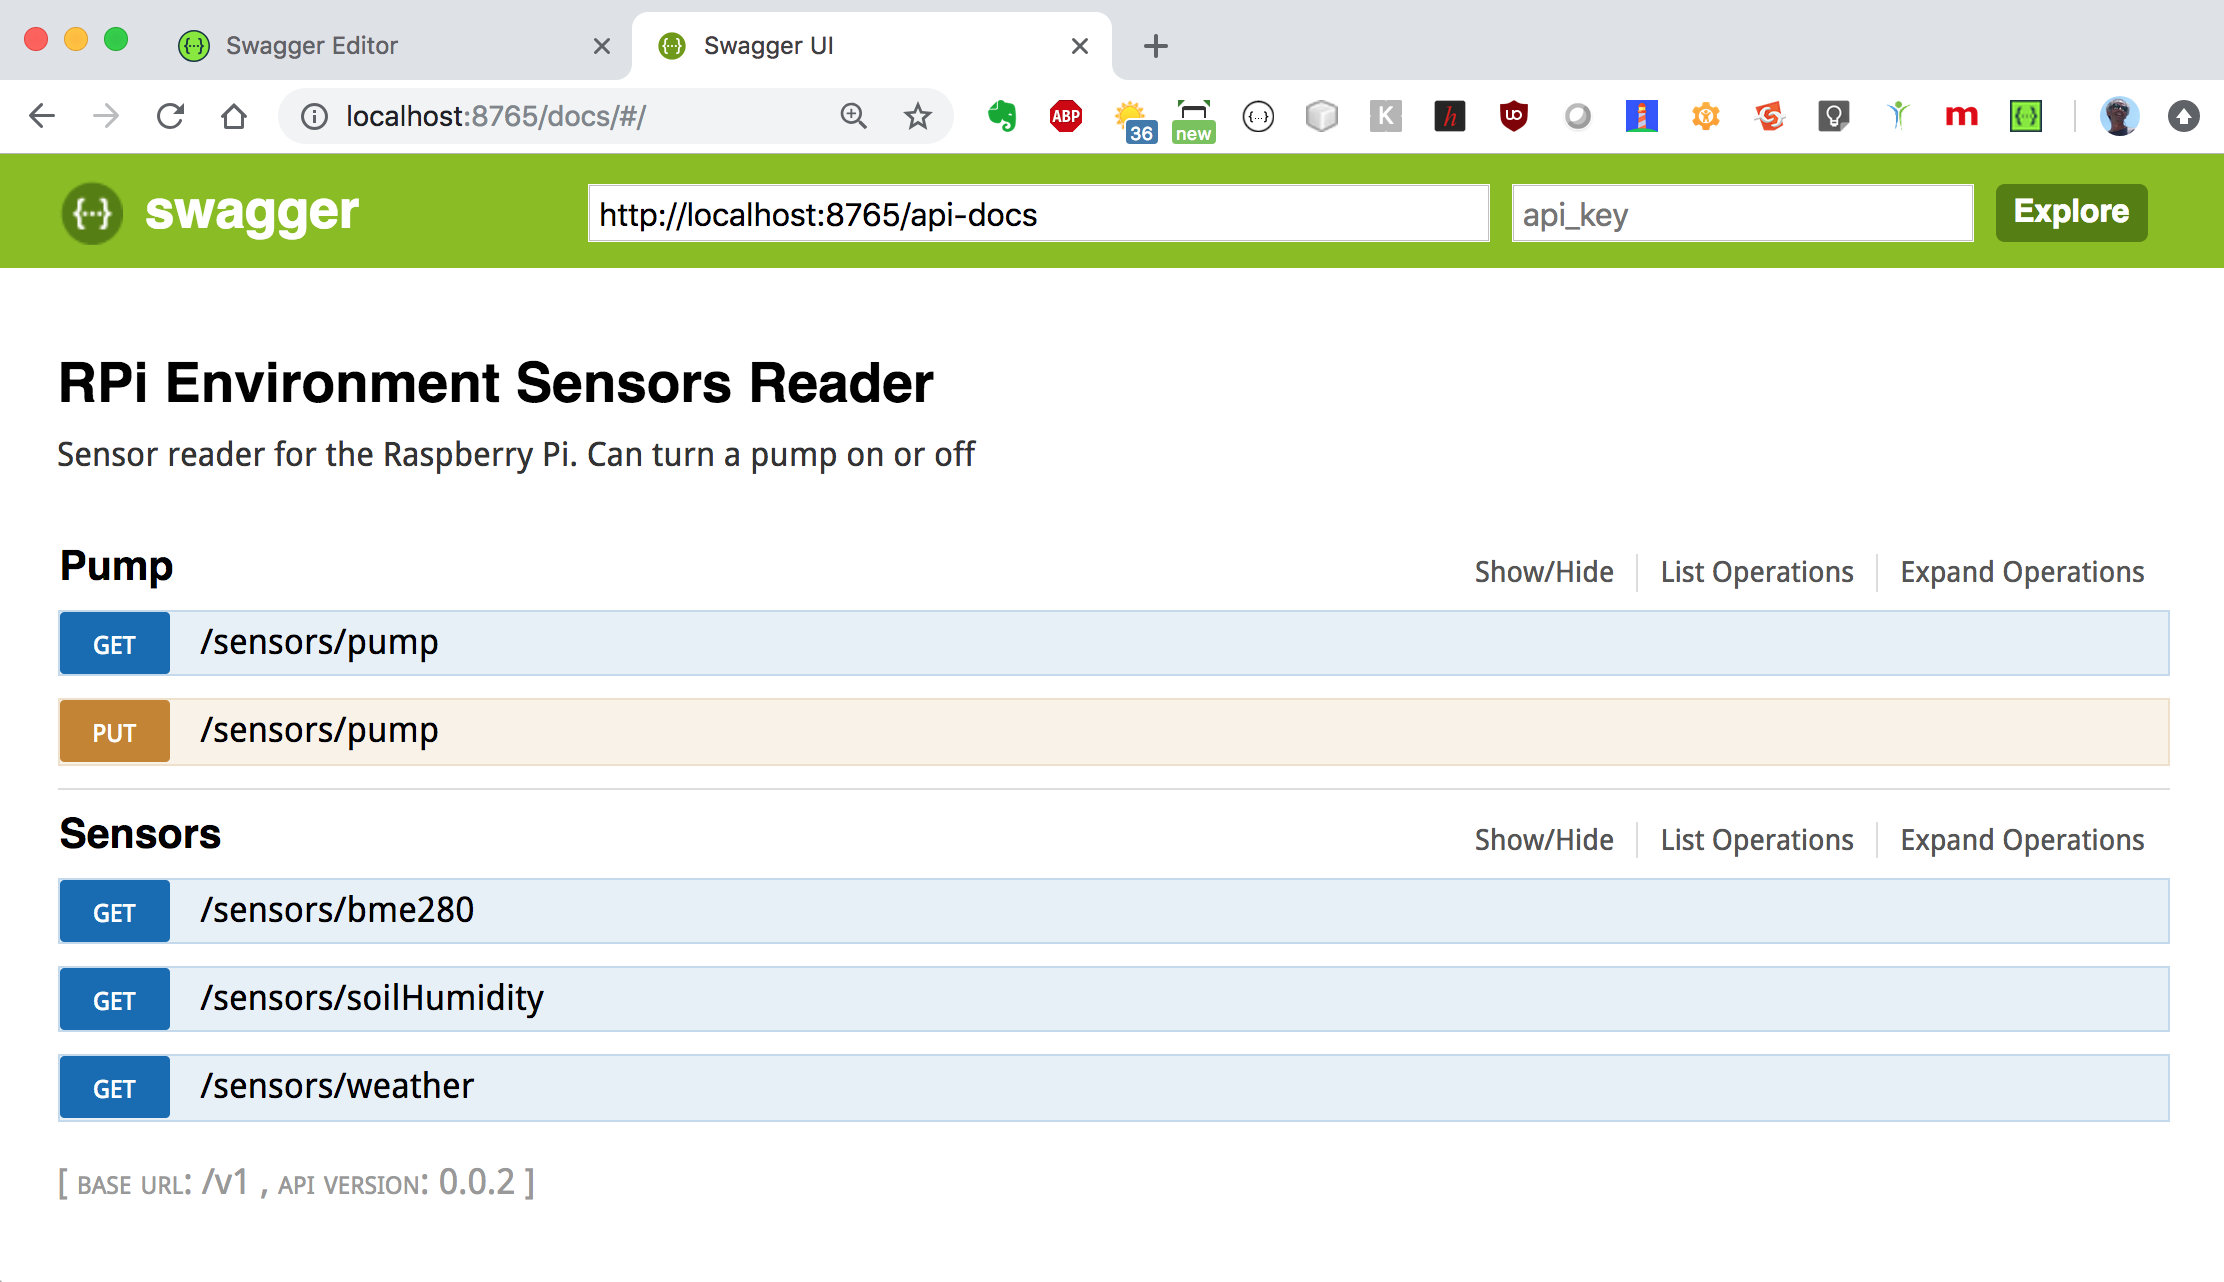 Swagger Editor
Swagger UI
localhost:8765/docs/#/
ABP
36
new
K
h
UO
m
swagger
http://localhost:8765/api-docs
api_key
Explore
RPi Environment Sensors Reader
Sensor reader for the Raspberry Pi. Can turn a pump on or off
Pump
Show/Hide
List Operations
Expand Operations
GET
/sensors/pump
PUT
/sensors/pump
Sensors
Show/Hide
List Operations
Expand Operations
GET
/sensors/bme280
GET
/sensors/soilHumidity
GET
/sensors/weather
[ BASE URL: /v1 , API VERSION: 0.0.2 ]